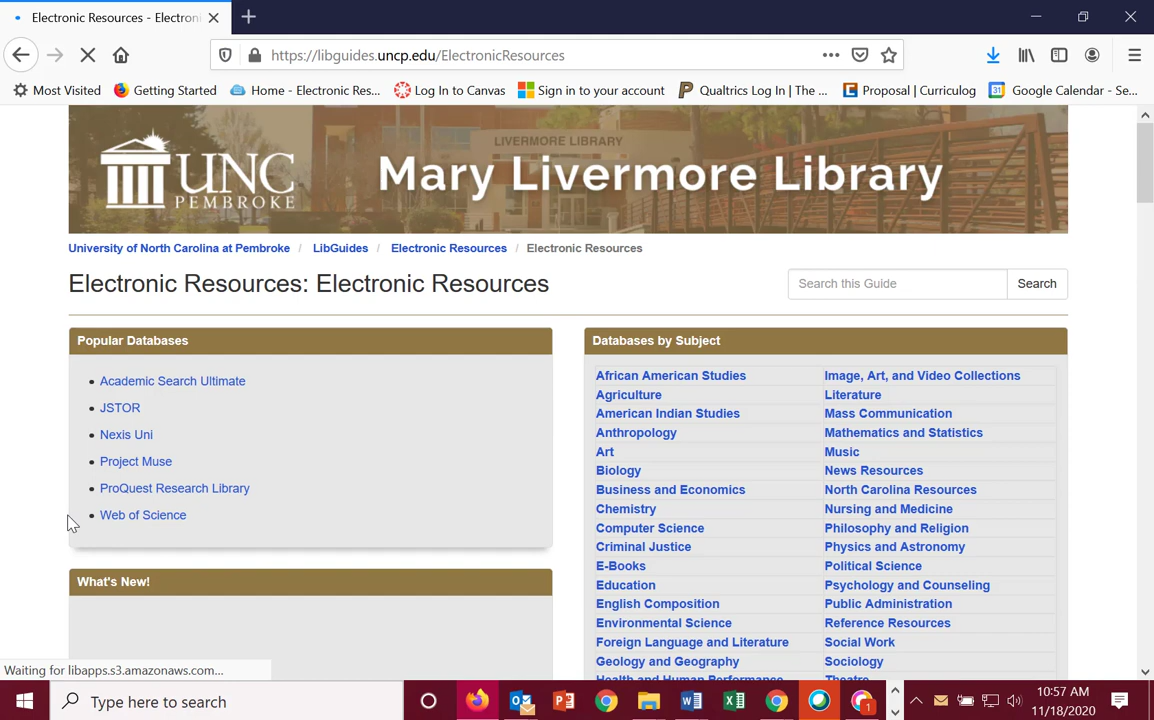 Electronic Resources - Electroni
https://libguides.uncp.edu/ElectronicResources
Most Visited
Getting Started
Home - Electronic Res...
Log In to Canvas
Sign in to your account
Qualtrics Log In | The ...
Proposal | Curriculog
Google Calendar - Se...
LIVERMORE LIBRARY
UNC
PEMBROKE
Mary Livermore Library
University of North Carolina at Pembroke / LibGuides / Electronic Resources / Electronic Resources
Electronic Resources: Electronic Resources
Search this Guide
Search
Popular Databases
Academic Search Ultimate
JSTOR
Nexis Uni
Project Muse
ProQuest Research Library
Web of Science
What's New!
Databases by Subject
African American Studies
Agriculture
American Indian Studies
Anthropology
Art
Biology
Business and Economics
Chemistry
Computer Science
Criminal Justice
E-Books
Education
English Composition
Environmental Science
Foreign Language and Literature
Geology and Geography
Health and Human Performance
Image, Art, and Video Collections
Literature
Mass Communication
Mathematics and Statistics
Music
News Resources
North Carolina Resources
Nursing and Medicine
Philosophy and Religion
Physics and Astronomy
Political Science
Psychology and Counseling
Public Administration
Reference Resources
Social Work
Sociology
Theatre
Waiting for libapps.s3.amazonaws.com...
Type here to search
10:57 AM
11/18/2020